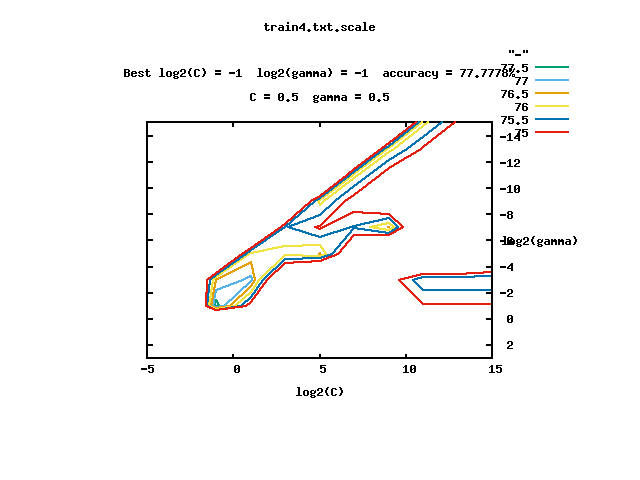 train4.txt.scale
"-"
Best log2(C) = -1  log2(gamma) = -1  accuracy = 77.7778%
77.5
77
C = 0.5  gamma = 0.5
76.5
76
75.5
75
-14
-12
-10
-8
-6
log2(gamma)
-4
-2
0
2
-5 0 5 10 15
log2(C)